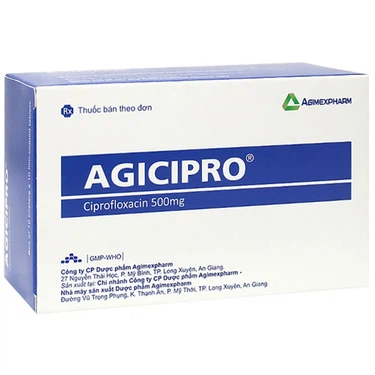 Rx Thuốc bán theo đơn
AGIMEXPHARM
AGICIPRO®
Ciprofloxacin 500mg
GMP-WHO
Công ty CP Dược phẩm Agimexpharm
27 Nguyễn Thái Học, P. Mỹ Bình, TP. Long Xuyên, An Giang.
Sản xuất tại: Chi nhánh Công ty CP Dược phẩm Agimexpharm -
Nhà máy sản xuất Dược phẩm Agimexpharm
Đường Vũ Trọng Phụng, K. Thạnh An, P. Mỹ Thới, TP. Long Xuyên, An Giang.